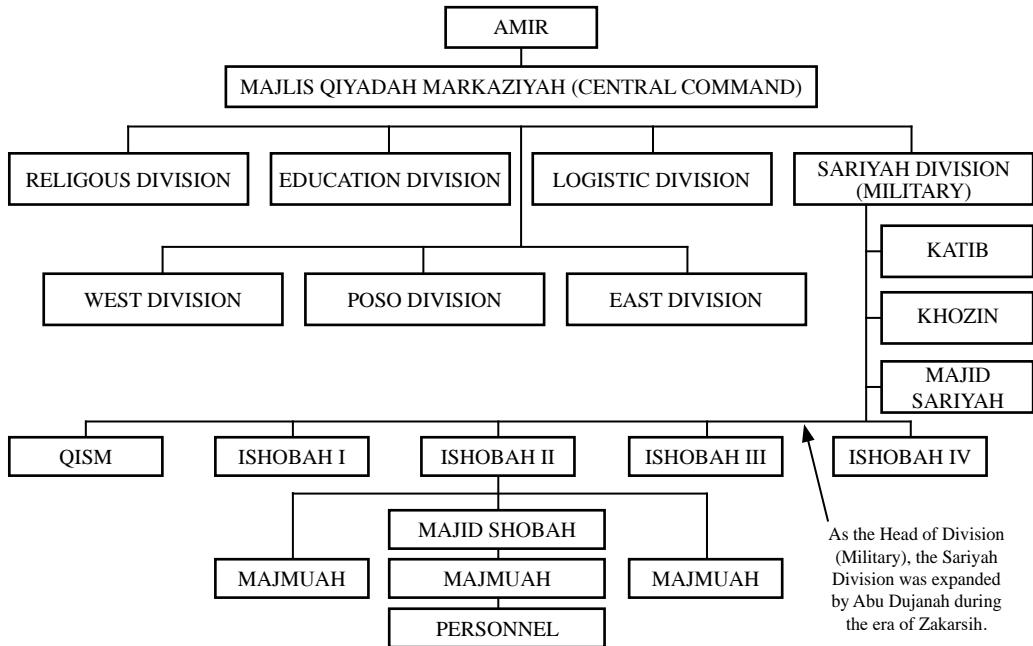 AMIR
MAJLIS QIYADAH MARKAZIYAH (CENTRAL COMMAND)
RELIGOUS DIVISION
EDUCATION DIVISION
LOGISTIC DIVISION
SARIYAH DIVISION
(MILITARY)
KATIB
WEST DIVISION
POSO DIVISION
EAST DIVISION
KHOZIN
MAJID
SARIYAH
QISM
ISHOBAH I
ISHOBAH II
ISHOBAH III
ISHOBAH IV
MAJID SHOBAH
MAJMUAH
MAJMUAH
MAJMUAH
PERSONNEL
As the Head of Division
(Military), the Sariyah
Division was expanded
by Abu Dujanah during
the era of Zakarsih.